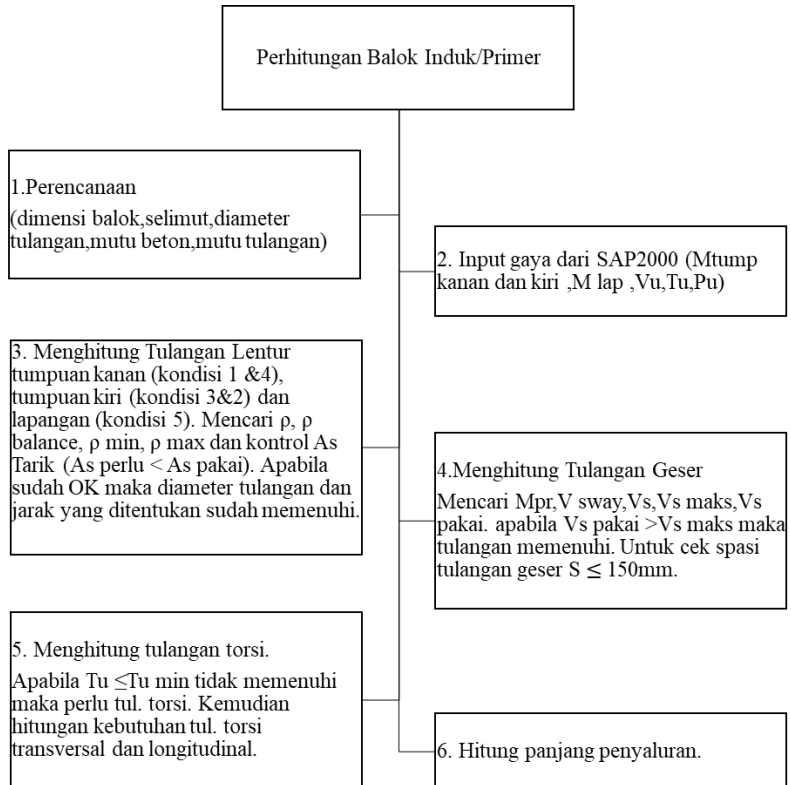 Perhitungan Balok Induk/Primer
1.Perencanaan
(dimensi balok,selimut,diameter
tulangan,mutu beton,mutu tulangan)
2. Input gaya dari SAP2000 (Mtump
kanan dan kiri ,M lap ,Vu,Tu,Pu)
3. Menghitung Tulangan Lentur
tumpuan kanan (kondisi 1 &4),
tumpuan kiri (kondisi 3&2) dan
lapangan (kondisi 5). Mencari ρ, ρ
balance, ρ min, ρ max dan kontrol As
Tarik (As perlu < As pakai). Apabila
sudah OK maka diameter tulangan dan
jarak yang ditentukan sudah memenuhi.
4.Menghitung Tulangan Geser
Mencari Mpr,V sway,Vs,Vs maks,Vs
pakai. apabila Vs pakai >Vs maks maka
tulangan memenuhi. Untuk cek spasi
tulangan geser S ≤ 150mm.
5. Menghitung tulangan torsi.
Apabila Tu ≤Tu min tidak memenuhi
maka perlu tul. torsi. Kemudian
hitungan kebutuhan tul. torsi
transversal dan longitudinal.
6. Hitung panjang penyaluran.